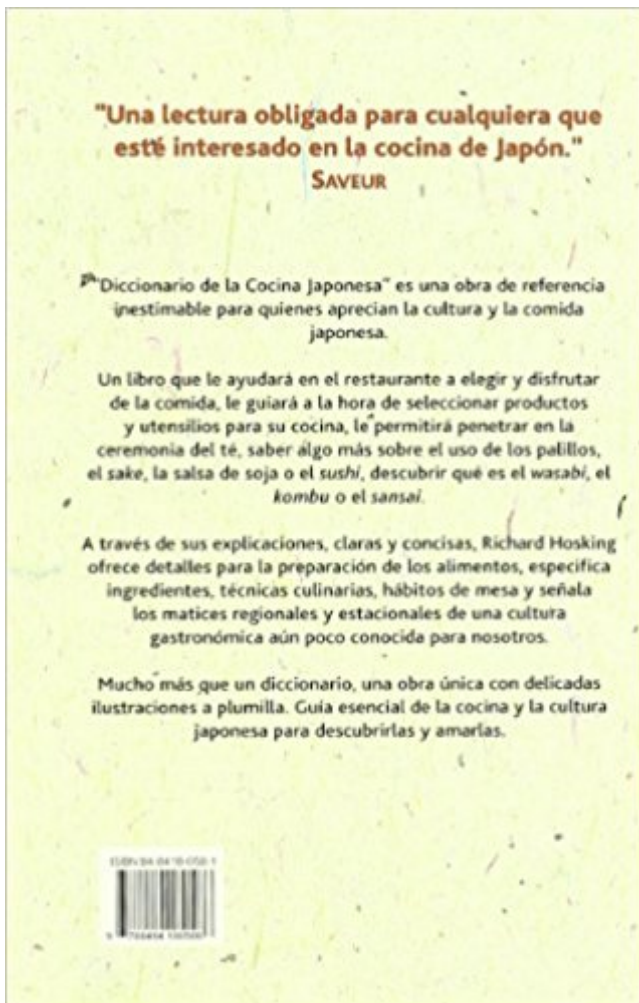 "Una lectura obligada para cualquiera que
esté interesado en la cocina de Japón."
SAVEUR
"Diccionario de la Cocina Japonesa" es una obra de referencia
inestimable para quienes aprecian la cultura y la comida
japonesa.
Un libro que le ayudará en el restaurante a elegir y disfrutar
de la comida, le guiará a la hora de seleccionar productos
y utensilios para su cocina, le permitirá penetrar en la
ceremonia del té, saber algo más sobre el uso de los palillos,
el sake, la salsa de soja o el sushi, descubrir qué es el wasabi, el
kombu o el sansai.
A través de sus explicaciones, claras y concisas, Richard Hosking
ofrece detalles para la preparación de los alimentos, especifica
ingredientes, técnicas culinarias, hábitos de mesa y señala
los matices regionales y estacionales de una cultura
gastronómica aún poco conocida para nosotros.
Mucho más que un diccionario, una obra única con delicadas
ilustraciones a plumilla. Guía esencial de la cocina y la cultura
japonesa para descubrirlas y amarlas.
ISBN